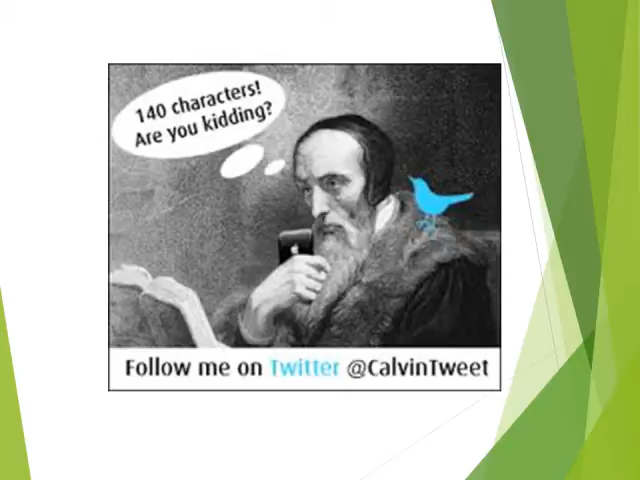 140 characters!
Are you kidding?
Follow me on Twitter @CalvinTweet